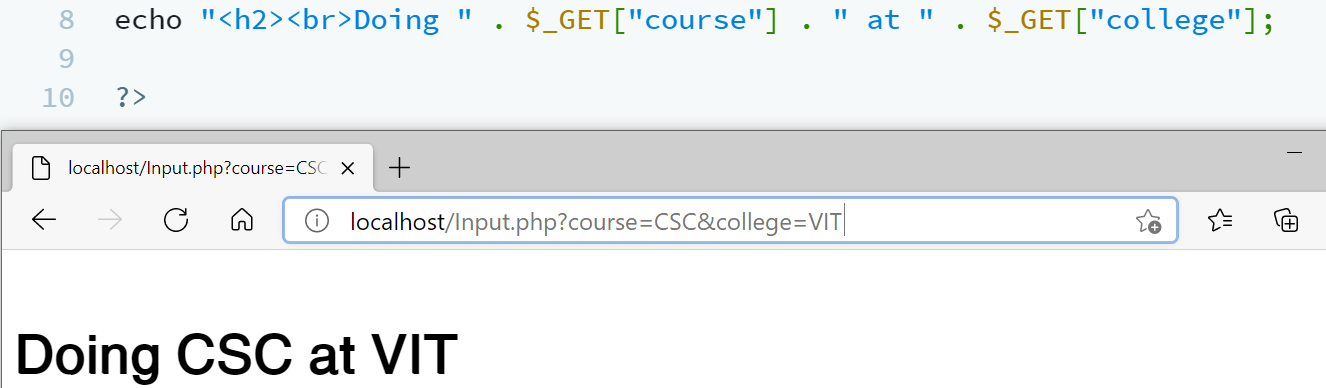 8 echo "<h2><br>Doing " . $_GET["course"] . " at " . $_GET["college"];
9
10 ?>
localhost/Input.php?course=CSC
localhost/Input.php?course=CSC&college=VIT
Doing CSC at VIT